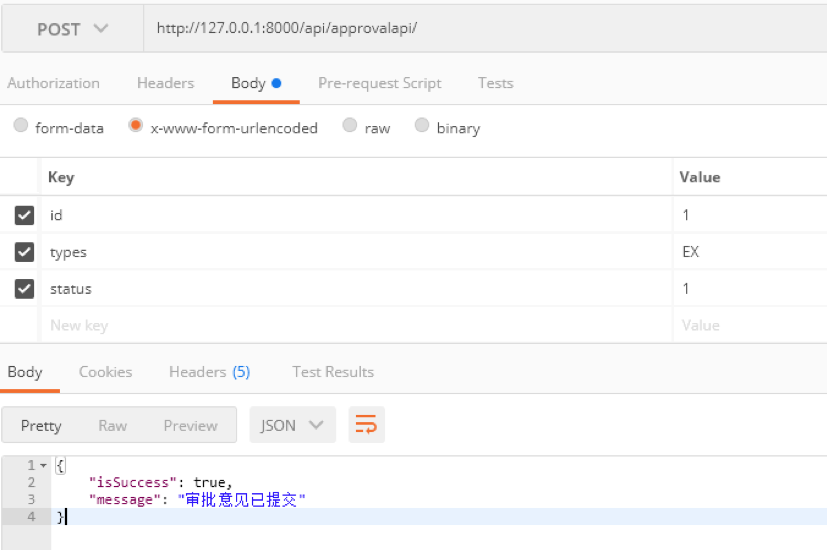 POST http://127.0.0.1:8000/api/approvalapi/
Authorization Headers Body Pre-request Script Tests
form-data x-www-form-urlencoded raw binary
Key Value
id 1
types EX
status 1
New key Value
Body Cookies Headers (5) Test Results
Pretty Raw Preview JSON
1 {
2 "isSuccess": true,
3 "message": "审批意见已提交"
4 }